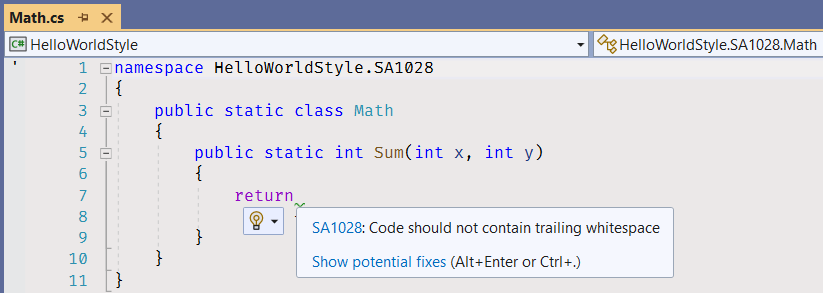 Math.cs
HelloWorldStyle HelloWorldStyle.SA1028.Math
1 namespace HelloWorldStyle.SA1028
2 {
3 public static class Math
4 {
5 public static int Sum(int x, int y)
6 {
7 return
8
9 }
10 }
11 }
SA1028: Code should not contain trailing whitespace
Show potential fixes (Alt+Enter or Ctrl+.)